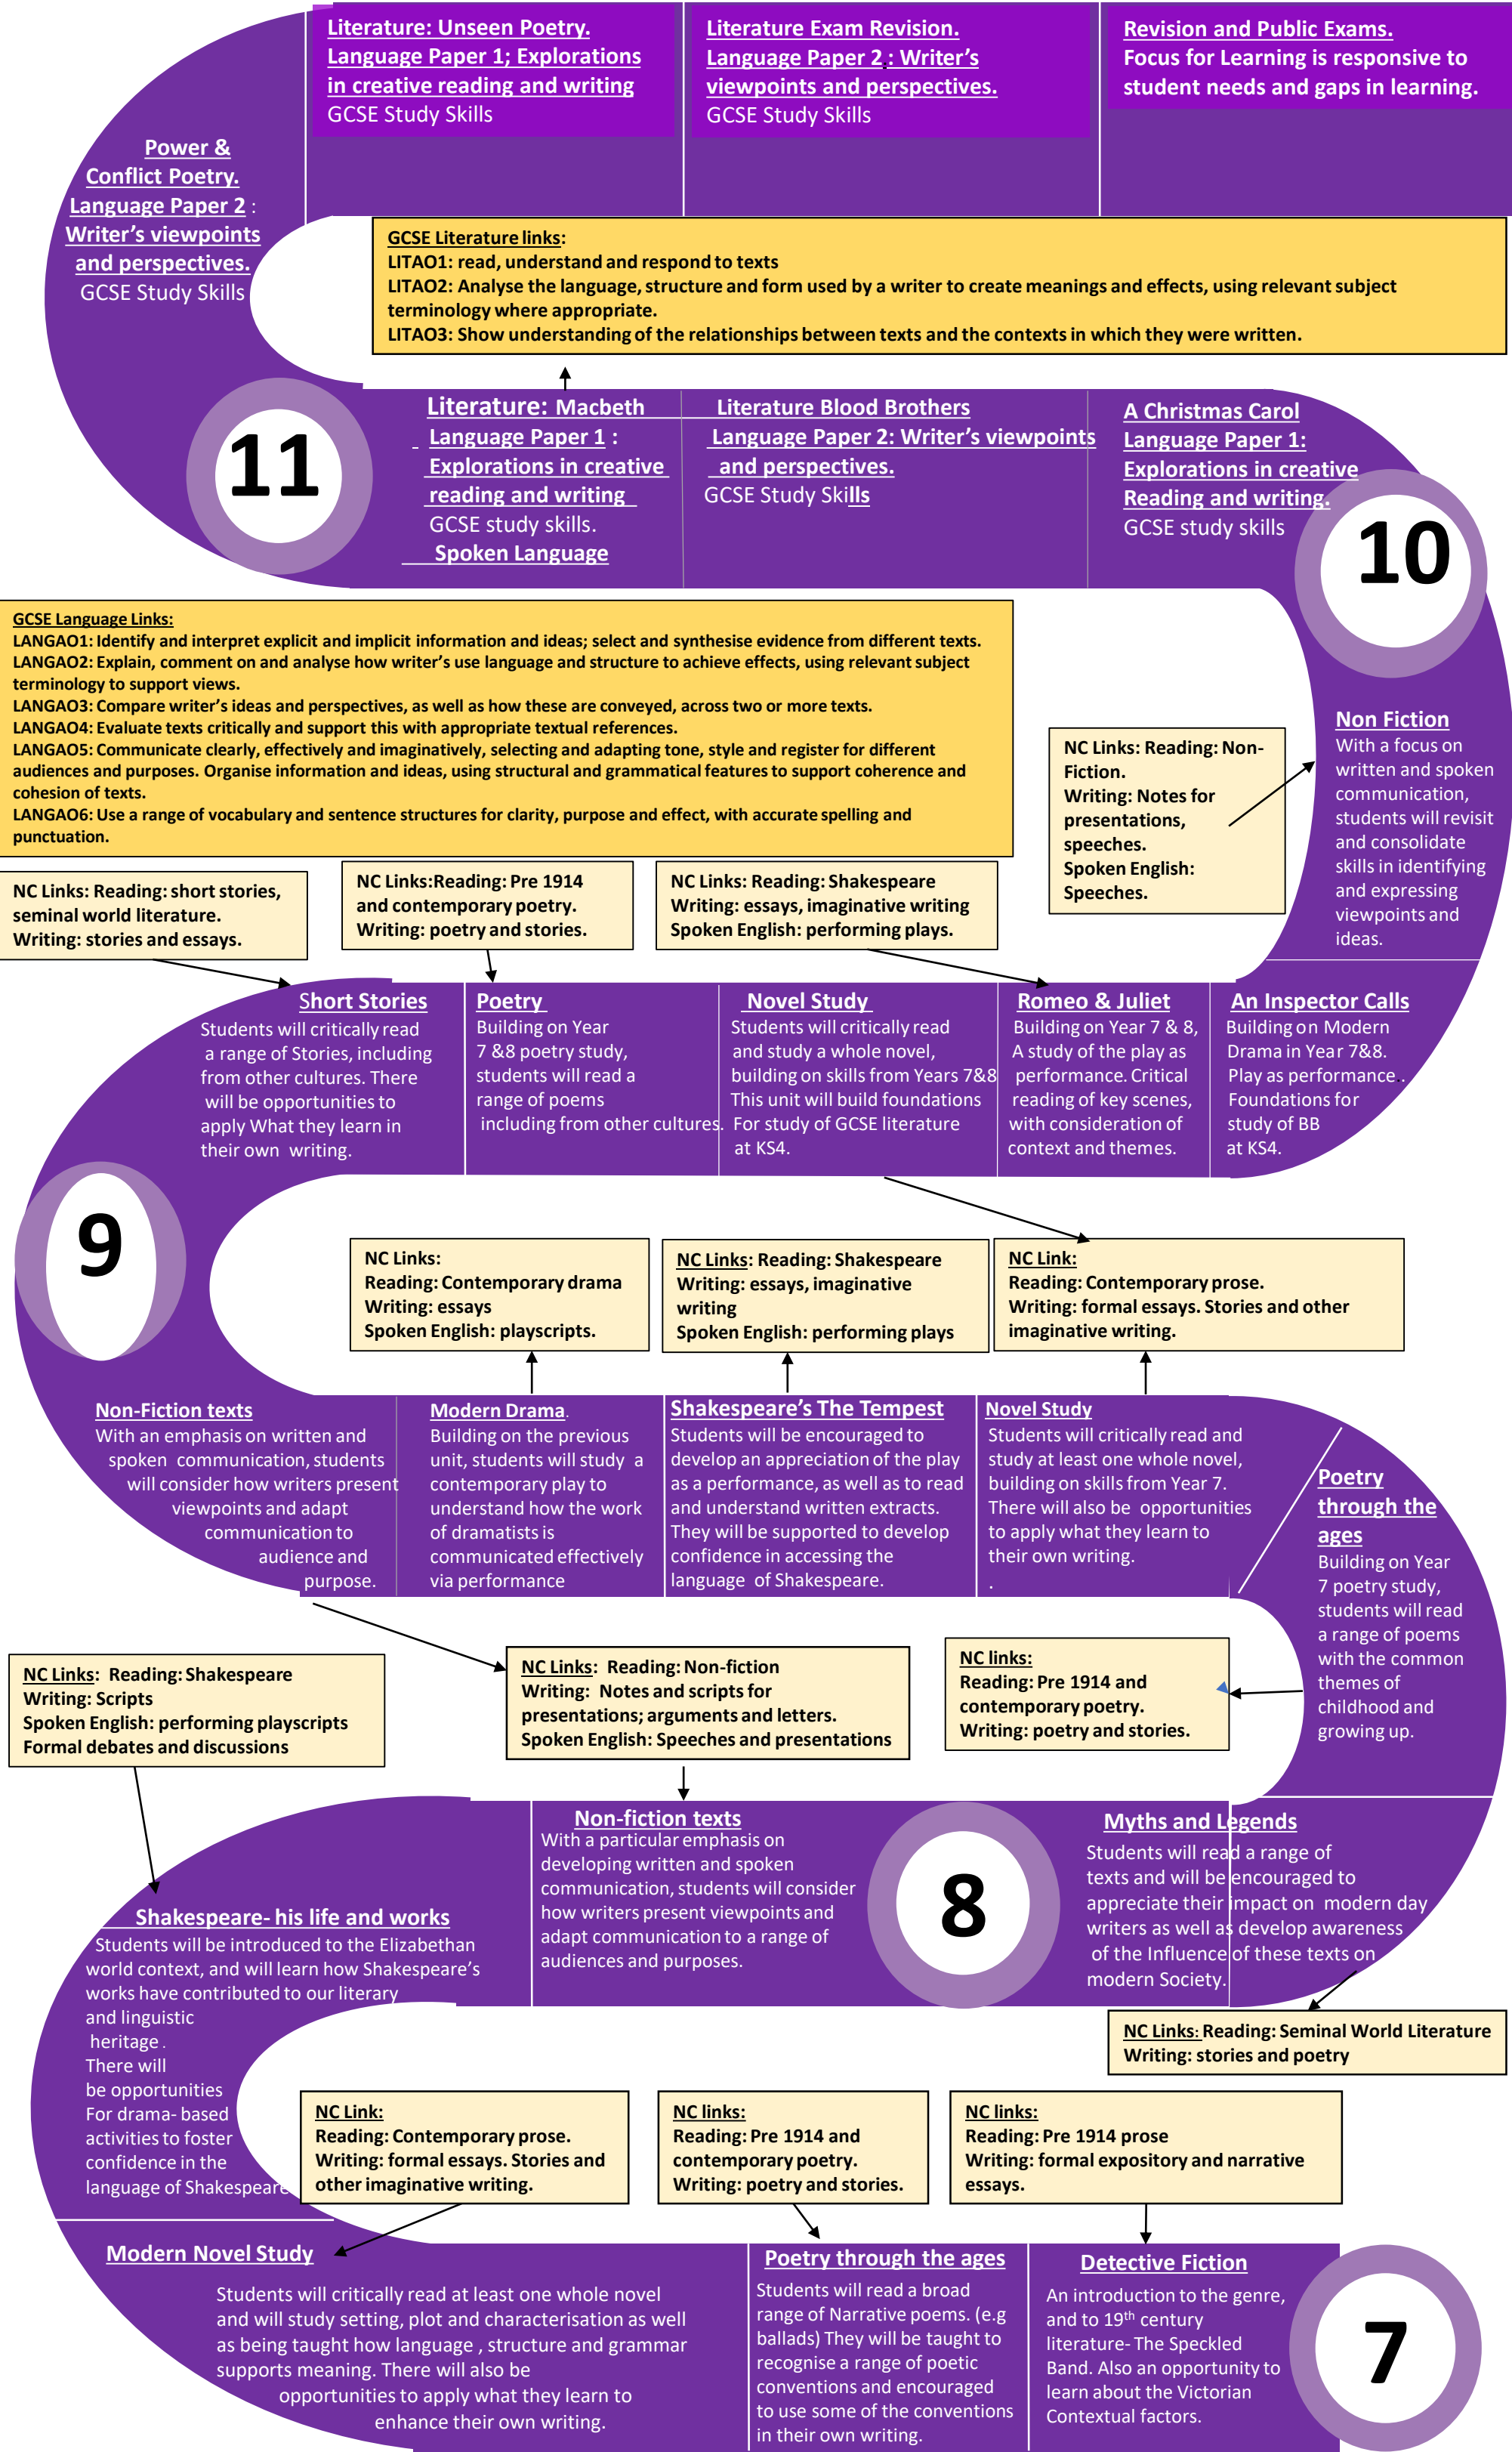 Literature: Unseen Poetry.
Language Paper 1; Explorations
in creative reading and writing
GCSE Study Skills
Literature Exam Revision.
Language Paper 2.: Writer's
viewpoints and perspectives.
GCSE Study Skills
Revision and Public Exams.
Focus for Learning is responsive to
student needs and gaps in learning.
Power &
Conflict Poetry.
Language Paper 2 :
Writer's viewpoints
and perspectives.
GCSE Study Skills
GCSE Literature links:
LITAO1: read, understand and respond to texts
LITAO2: Analyse the language, structure and form used by a writer to create meanings and effects, using relevant subject
terminology where appropriate.
LITAO3: Show understanding of the relationships between texts and the contexts in which they were written.
11
Literature: Macbeth
Language Paper 1 :
Explorations in creative
reading and writing
GCSE study skills.
Spoken Language
Literature Blood Brothers
Language Paper 2: Writer's viewpoints
and perspectives.
GCSE Study Skills
A Christmas Carol
Language Paper 1:
Explorations in creative
Reading and writing.
GCSE study skills
10
GCSE Language Links:
LANGAO1: Identify and interpret explicit and implicit information and ideas; select and synthesise evidence from different texts.
LANGAO2: Explain, comment on and analyse how writer's use language and structure to achieve effects, using relevant subject
terminology to support views.
LANGAO3: Compare writer's ideas and perspectives, as well as how these are conveyed, across two or more texts.
LANGAO4: Evaluate texts critically and support this with appropriate textual references.
LANGAO5: Communicate clearly, effectively and imaginatively, selecting and adapting tone, style and register for different
audiences and purposes. Organise information and ideas, using structural and grammatical features to support coherence and
cohesion of texts.
LANGAO6: Use a range of vocabulary and sentence structures for clarity, purpose and effect, with accurate spelling and
punctuation.
NC Links: Reading: Non-
Fiction.
Writing: Notes for
presentations,
speeches.
Spoken English:
Speeches.
Non Fiction
With a focus on
written and spoken
communication,
students will revisit
and consolidate
skills in identifying
and expressing
viewpoints and
ideas.
NC Links: Reading: short stories,
seminal world literature.
Writing: stories and essays.
NC Links:Reading: Pre 1914
and contemporary poetry.
Writing: poetry and stories.
NC Links: Reading: Shakespeare
Writing: essays, imaginative writing
Spoken English: performing plays.
Short Stories
Students will critically read
a range of Stories, including
from other cultures. There
will be opportunities to
apply What they learn in
their own writing.
Poetry
Building on Year
7 &8 poetry study,
students will read a
range of poems
including from other cultures.
Novel Study
Students will critically read
and study a whole novel,
building on skills from Years 7&8
This unit will build foundations
For study of GCSE literature
at KS4.
Romeo & Juliet
Building on Year 7 & 8,
A study of the play as
performance. Critical
reading of key scenes,
with consideration of
context and themes.
An Inspector Calls
Building on Modern
Drama in Year 7&8.
Play as performance..
Foundations for
study of BB
at KS4.
9
NC Links:
Reading: Contemporary drama
Writing: essays
Spoken English: playscripts.
NC Links: Reading: Shakespeare
Writing: essays, imaginative
writing
Spoken English: performing plays
NC Link:
Reading: Contemporary prose.
Writing: formal essays. Stories and other
imaginative writing.
Non-Fiction texts
With an emphasis on written and
spoken communication, students
will consider how writers present
viewpoints and adapt
communication to
audience and
purpose.
Modern Drama.
Building on the previous
unit, students will study a
contemporary play to
understand how the work
of dramatists is
communicated effectively
via performance
Shakespeare's The Tempest
Students will be encouraged to
develop an appreciation of the play
as a performance, as well as to read
and understand written extracts.
They will be supported to develop
confidence in accessing the
language of Shakespeare.
Novel Study
Students will critically read and
study at least one whole novel,
building on skills from Year 7.
There will also be opportunities
to apply what they learn to
their own writing.
.
Poetry
through the
ages
Building on Year
7 poetry study,
students will read
a range of poems
with the common
themes of
childhood and
growing up.
NC Links: Reading: Shakespeare
Writing: Scripts
Spoken English: performing playscripts
Formal debates and discussions
NC Links: Reading: Non-fiction
Writing: Notes and scripts for
presentations; arguments and letters.
Spoken English: Speeches and presentations
NC links:
Reading: Pre 1914 and
contemporary poetry.
Writing: poetry and stories.
Shakespeare- his life and works
Students will be introduced to the Elizabethan
world context, and will learn how Shakespeare's
works have contributed to our literary
and linguistic
heritage .
There will
be opportunities
For drama- based
activities to foster
confidence in the
language of Shakespeare
Non-fiction texts
With a particular emphasis on
developing written and spoken
communication, students will consider
how writers present viewpoints and
adapt communication to a range of
audiences and purposes.
8
Myths and Legends
Students will read a range of
texts and will be encouraged to
appreciate their impact on modern day
writers as well as develop awareness
of the Influence of these texts on
modern Society.
NC Links: Reading: Seminal World Literature
Writing: stories and poetry
NC Link:
Reading: Contemporary prose.
Writing: formal essays. Stories and
other imaginative writing.
NC links:
Reading: Pre 1914 and
contemporary poetry.
Writing: poetry and stories.
NC links:
Reading: Pre 1914 prose
Writing: formal expository and narrative
essays.
Modern Novel Study
Students will critically read at least one whole novel
and will study setting, plot and characterisation as well
as being taught how language , structure and grammar
supports meaning. There will also be
opportunities to apply what they learn to
enhance their own writing.
Poetry through the ages
Students will read a broad
range of Narrative poems. (e.g
ballads) They will be taught to
recognise a range of poetic
conventions and encouraged
to use some of the conventions
in their own writing.
Detective Fiction
An introduction to the genre,
and to 19th century
literature- The Speckled
Band. Also an opportunity to
learn about the Victorian
Contextual factors.
7